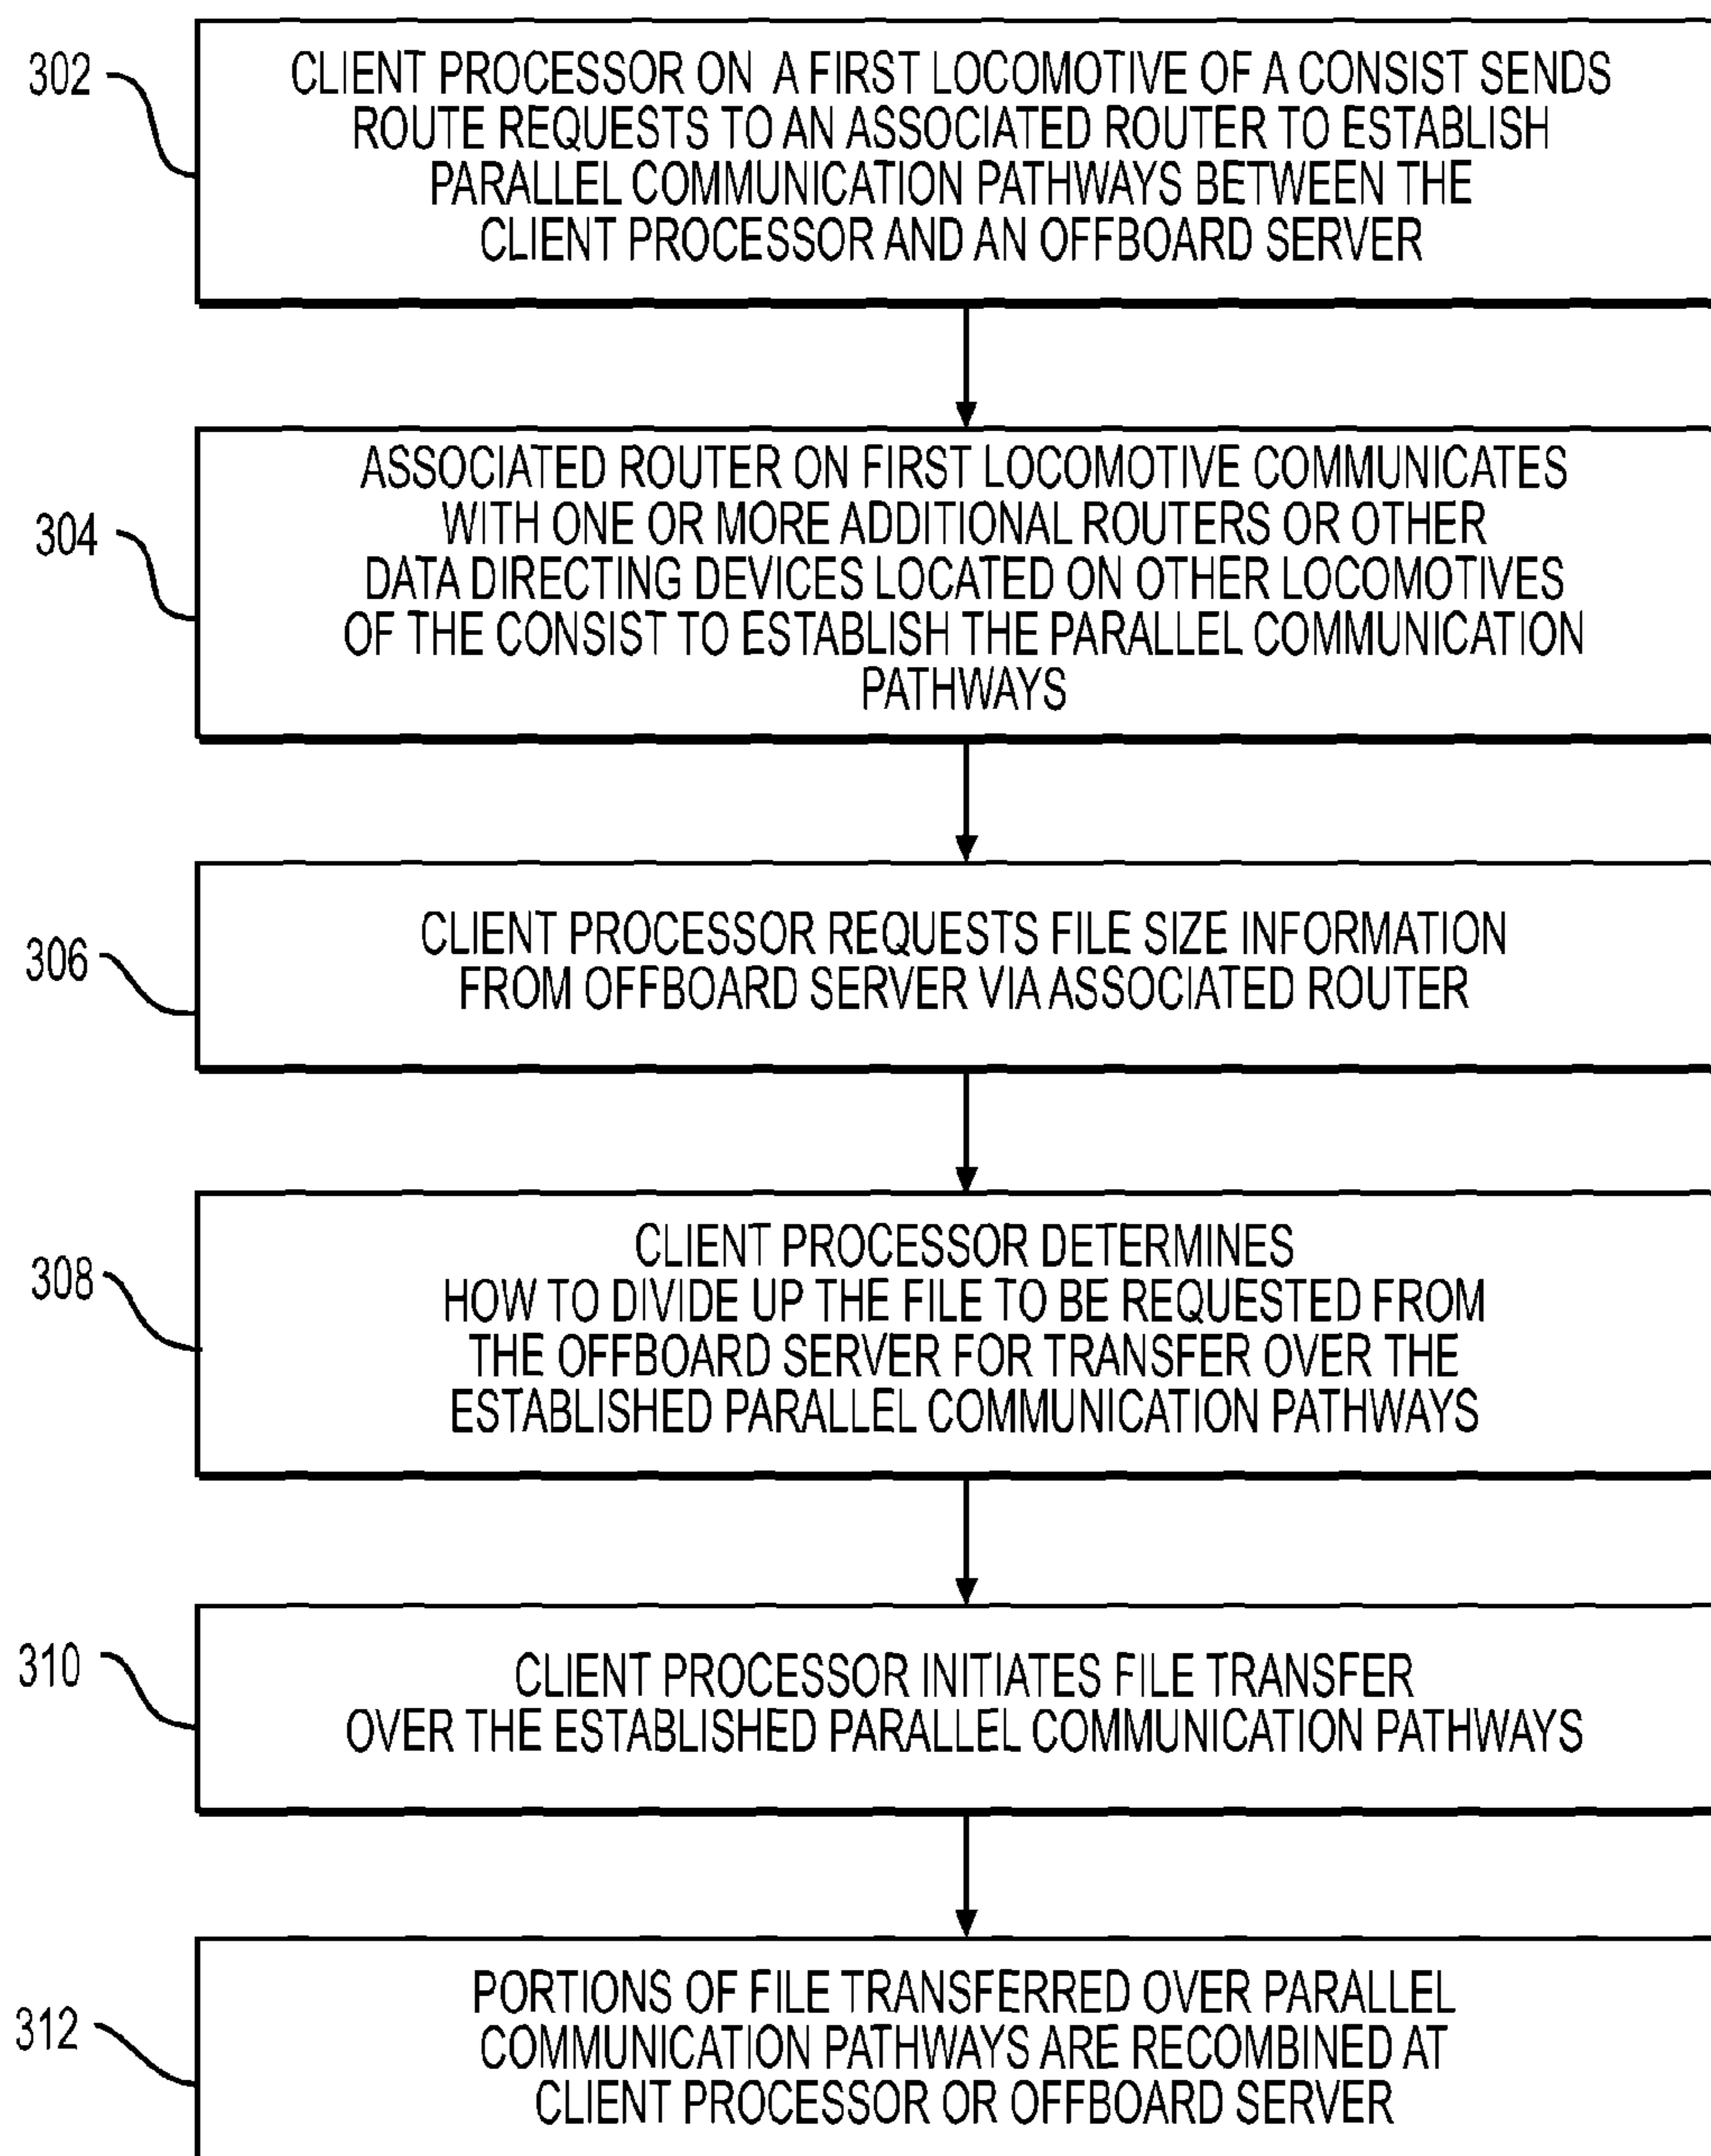 302
CLIENT PROCESSOR ON A FIRST LOCOMOTIVE OF A CONSIST SENDS
ROUTE REQUESTS TO AN ASSOCIATED ROUTER TO ESTABLISH
PARALLEL COMMUNICATION PATHWAYS BETWEEN THE
CLIENT PROCESSOR AND AN OFFBOARD SERVER
304
ASSOCIATED ROUTER ON FIRST LOCOMOTIVE COMMUNICATES
WITH ONE OR MORE ADDITIONAL ROUTERS OR OTHER
DATA DIRECTING DEVICES LOCATED ON OTHER LOCOMOTIVES
OF THE CONSIST TO ESTABLISH THE PARALLEL COMMUNICATION
PATHWAYS
306
CLIENT PROCESSOR REQUESTS FILE SIZE INFORMATION
FROM OFFBOARD SERVER VIA ASSOCIATED ROUTER
308
CLIENT PROCESSOR DETERMINES
HOW TO DIVIDE UP THE FILE TO BE REQUESTED FROM
THE OFFBOARD SERVER FOR TRANSFER OVER THE
ESTABLISHED PARALLEL COMMUNICATION PATHWAYS
310
CLIENT PROCESSOR INITIATES FILE TRANSFER
OVER THE ESTABLISHED PARALLEL COMMUNICATION PATHWAYS
312
PORTIONS OF FILE TRANSFERRED OVER PARALLEL
COMMUNICATION PATHWAYS ARE RECOMBINED AT
CLIENT PROCESSOR OR OFFBOARD SERVER